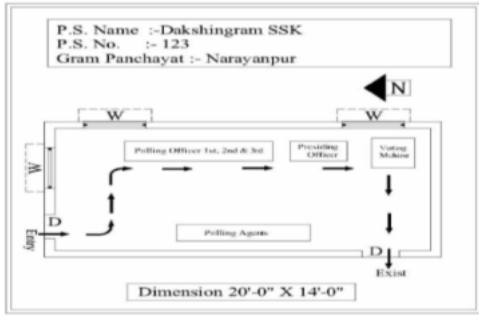 P.S. Name :-Dakshingram SSK
P.S. No. :- 123
Gram Panchayat :- Narayanpur
N
W
W
W
Polling Officer 1st, 2nd & 3rd
Presiding
Officer
Voting
Mchine
D
Entry
Polling Agents
D
Exist
Dimension 20'-0" X 14'-0"